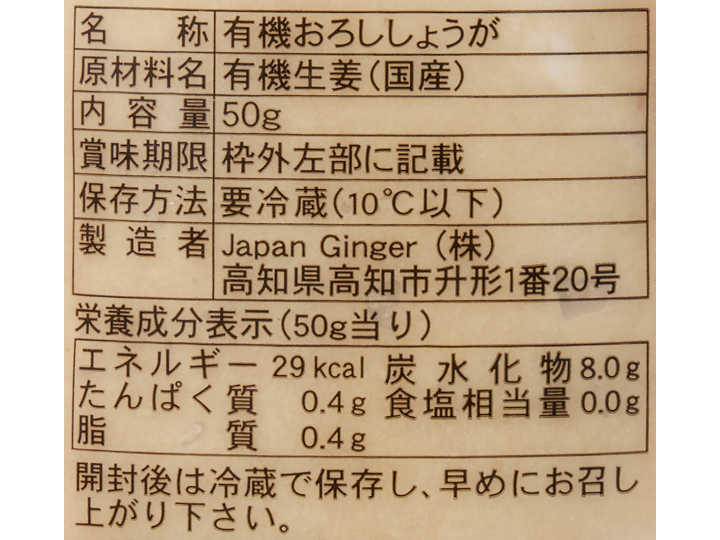 名称 有機おろししょうが
原材料名 有機生姜(国産)
内容量 50g
賞味期限 枠外左部に記載
保存方法 要冷蔵(10℃以下)
製造者 Japan Ginger (株)
高知県高知市升形1番20号
栄養成分表示(50g当り)
エネルギー 29kcal 炭水化物 8.0g
たんぱく質 0.4g 食塩相当量 0.0g
脂質 0.4g
開封後は冷蔵で保存し、早めにお召し
上がり下さい。